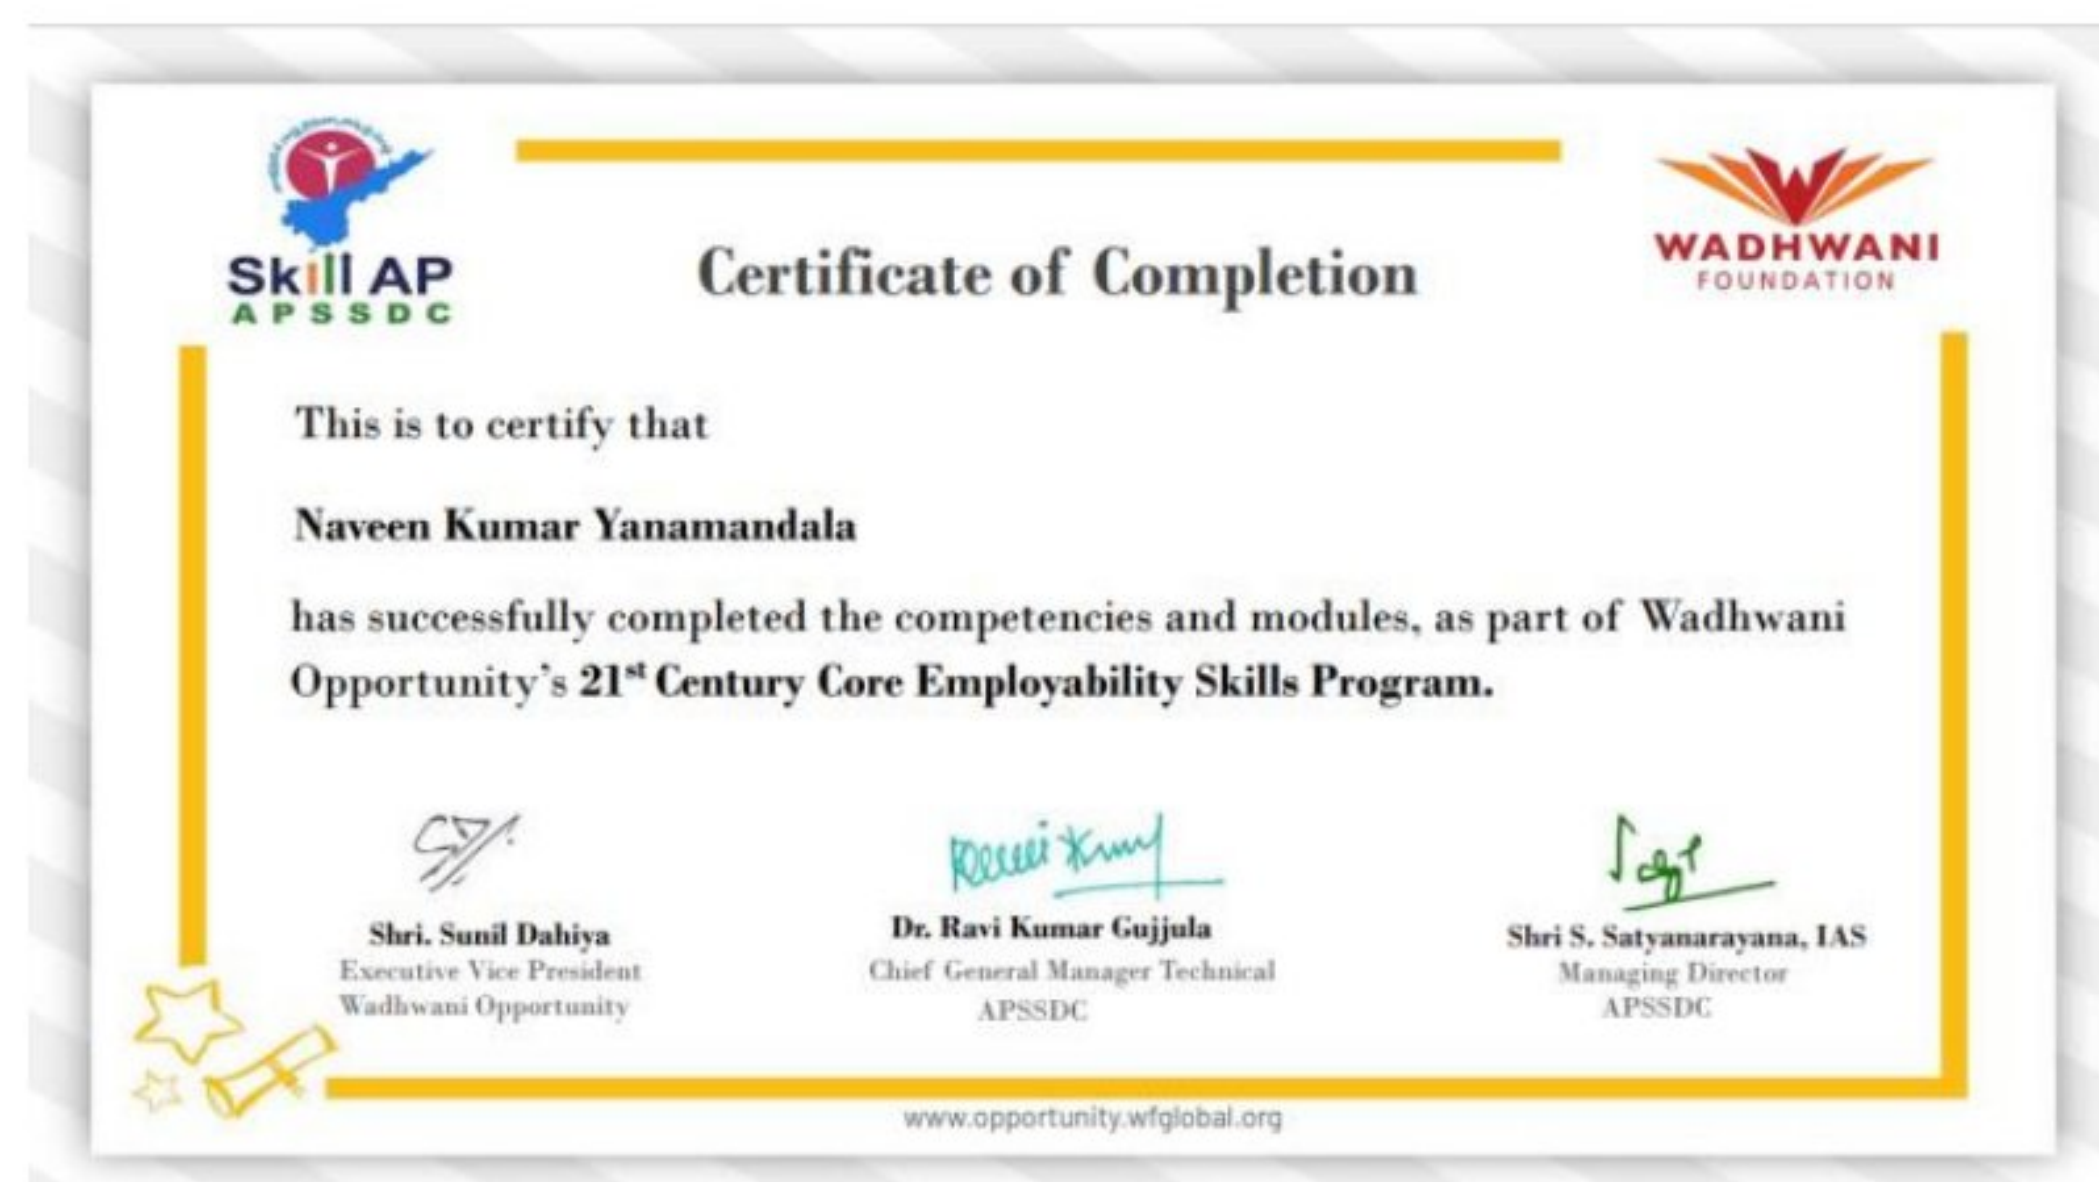 Skill AP
APSSDC
WADHWANI
FOUNDATION
Certificate of Completion
This is to certify that
Naveen Kumar Yanamandala
has successfully completed the competencies and modules, as part of Wadhwani
Opportunity's 21st Century Core Employability Skills Program.
Shri. Sunil Dahiya
Executive Vice President
Wadhwani Opportunity
Dr. Ravi Kumar Gujjula
Chief General Manager Technical
APSSDC
Shri S. Satyanarayana, IAS
Managing Director
APSSDC
www.opportunity.wfglobal.org